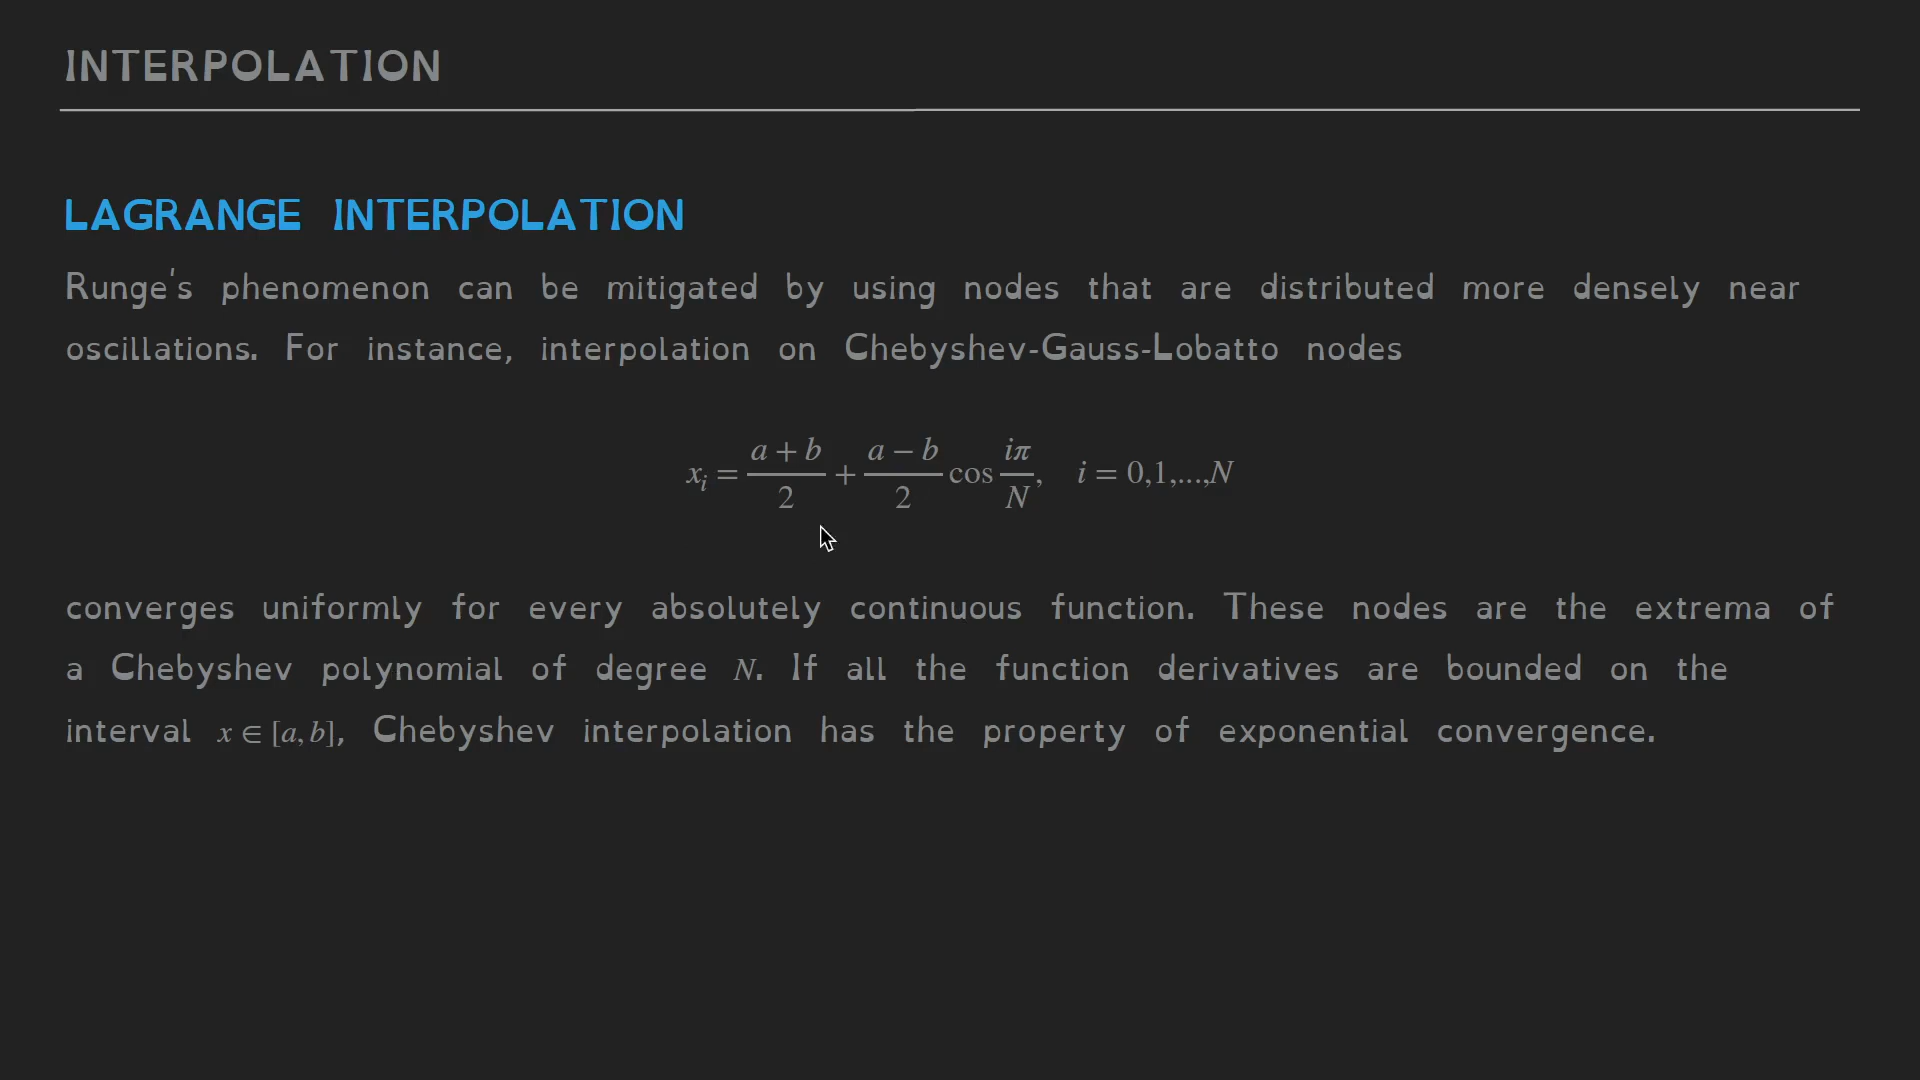 INTERPOLATION
LAGRANGE INTERPOLATION
Runge's phenomenon can be mitigated by using nodes that are distributed more densely near
oscillations. For instance, interpolation on Chebyshev-Gauss-Lobatto nodes
x_i = \frac{a + b}{2} + \frac{a - b}{2} \cos \frac{iπ}{N}, i = 0,1,...,N
converges uniformly for every absolutely continuous function. These nodes are the extrema of
a Chebyshev polynomial of degree N. If all the function derivatives are bounded on the
interval x ∈ [a, b], Chebyshev interpolation has the property of exponential convergence.